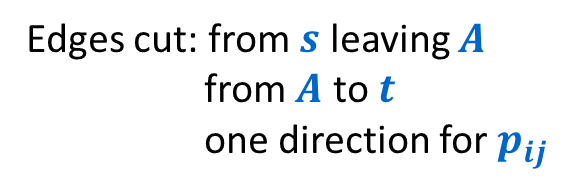 Edges cut: from s leaving A
from A to t
one direction for pij